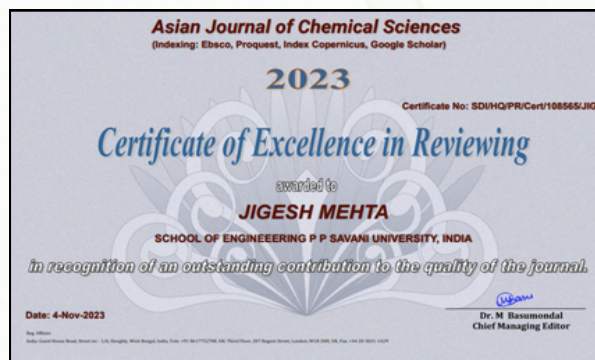 Asian Journal of Chemical Sciences
(Indexing: Ebsco, Proquest, Index Copernicus, Google Scholar)
2023
Certificate No: SDI/HQ/PR/Cert/108565/JIG
Certificate of Excellence in Reviewing
awarded to
JIGESH MEHTA
SCHOOL OF ENGINEEERING P P SAVANI UNIVERSITY, INDIA
in recognition of an outstanding contribution to the quality of the journal.
Date: 4-Nov-2023
Dr. M Basumondal
Chief Managing Editor
Reg. Offices: